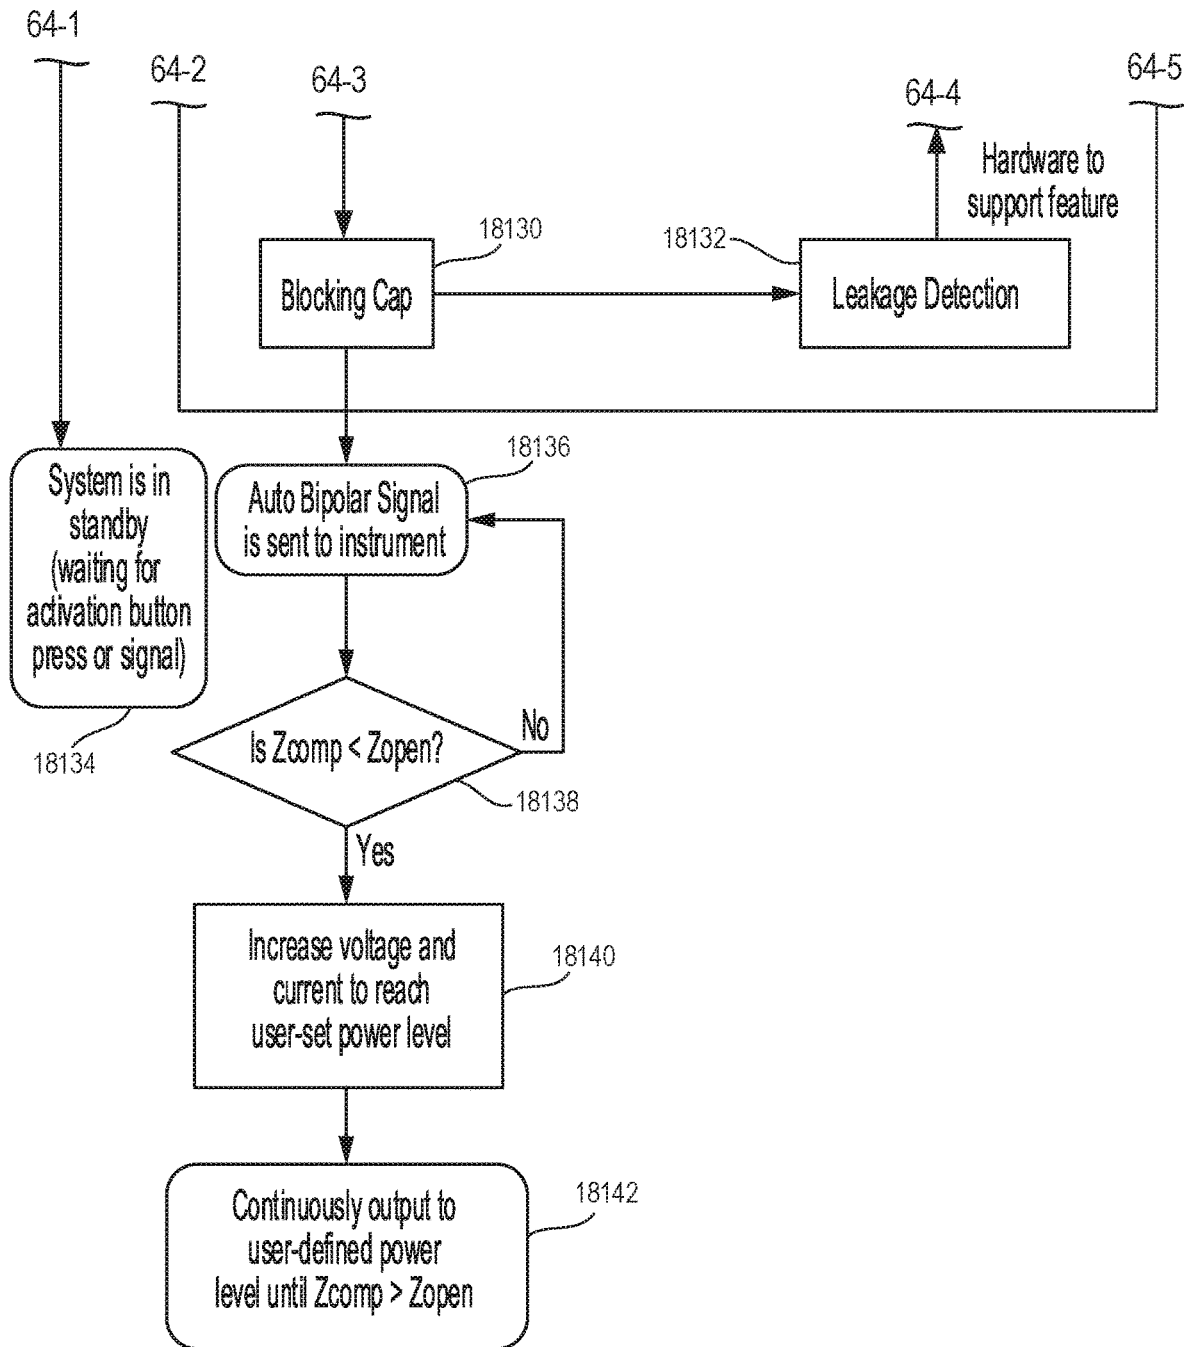 64-1
64-2
64-3
64-4
64-5
Hardware to
support feature
18130
18132
Blocking Cap
Leakage Detection
18136
System is in
standby
(waiting for
activation button
press or signal)
Auto Bipolar Signal
is sent to instrument
18134
Is Zcomp < Zopen?
No
18138
Yes
Increase voltage and
current to reach
user-set power level
18140
Continuously output to
user-defined power
level until Zcomp > Zopen
18142